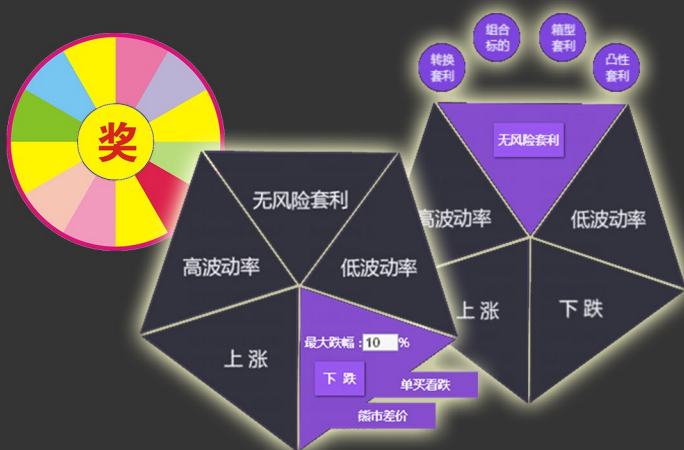 转换
套利
组合
标的
箱型
套利
凸性
套利
奖
无风险套利
高波动率
低波动率
上涨
下跌
无风险套利
高波动率
低波动率
上涨
最大跌幅：10%
下跌
单买看跌
熊市差价